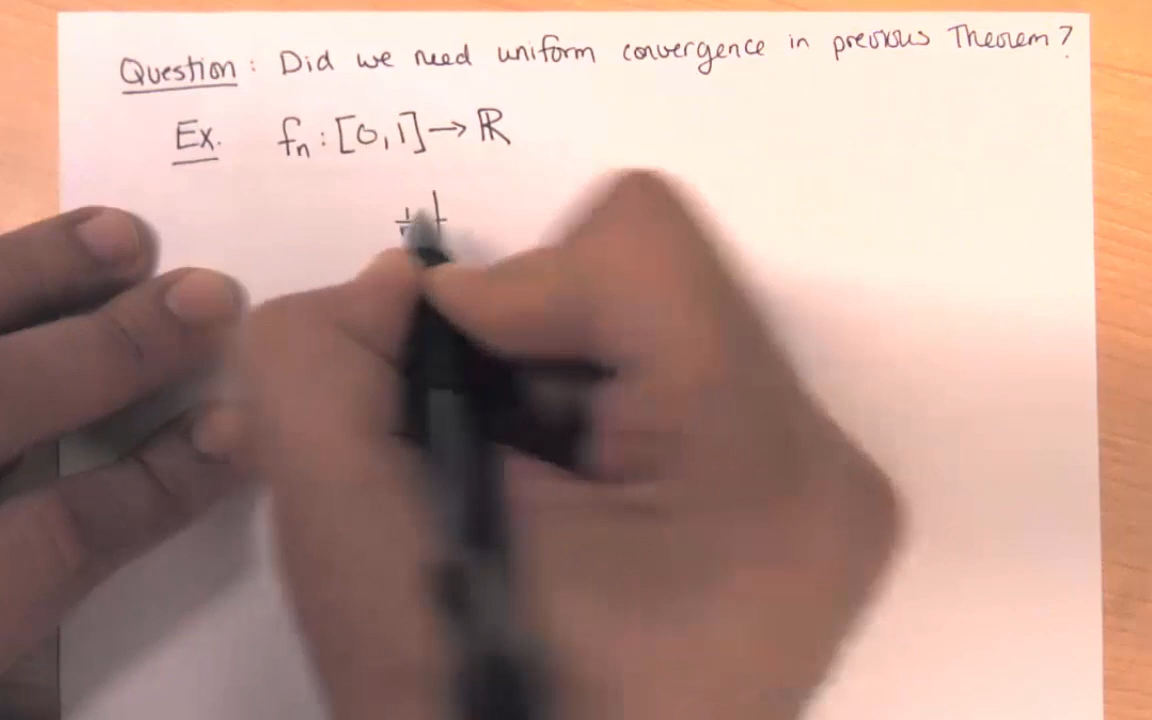 Question: Did we need uniform convergence in previous Theorem?
Ex. fₙ: [0,1] → ℝ